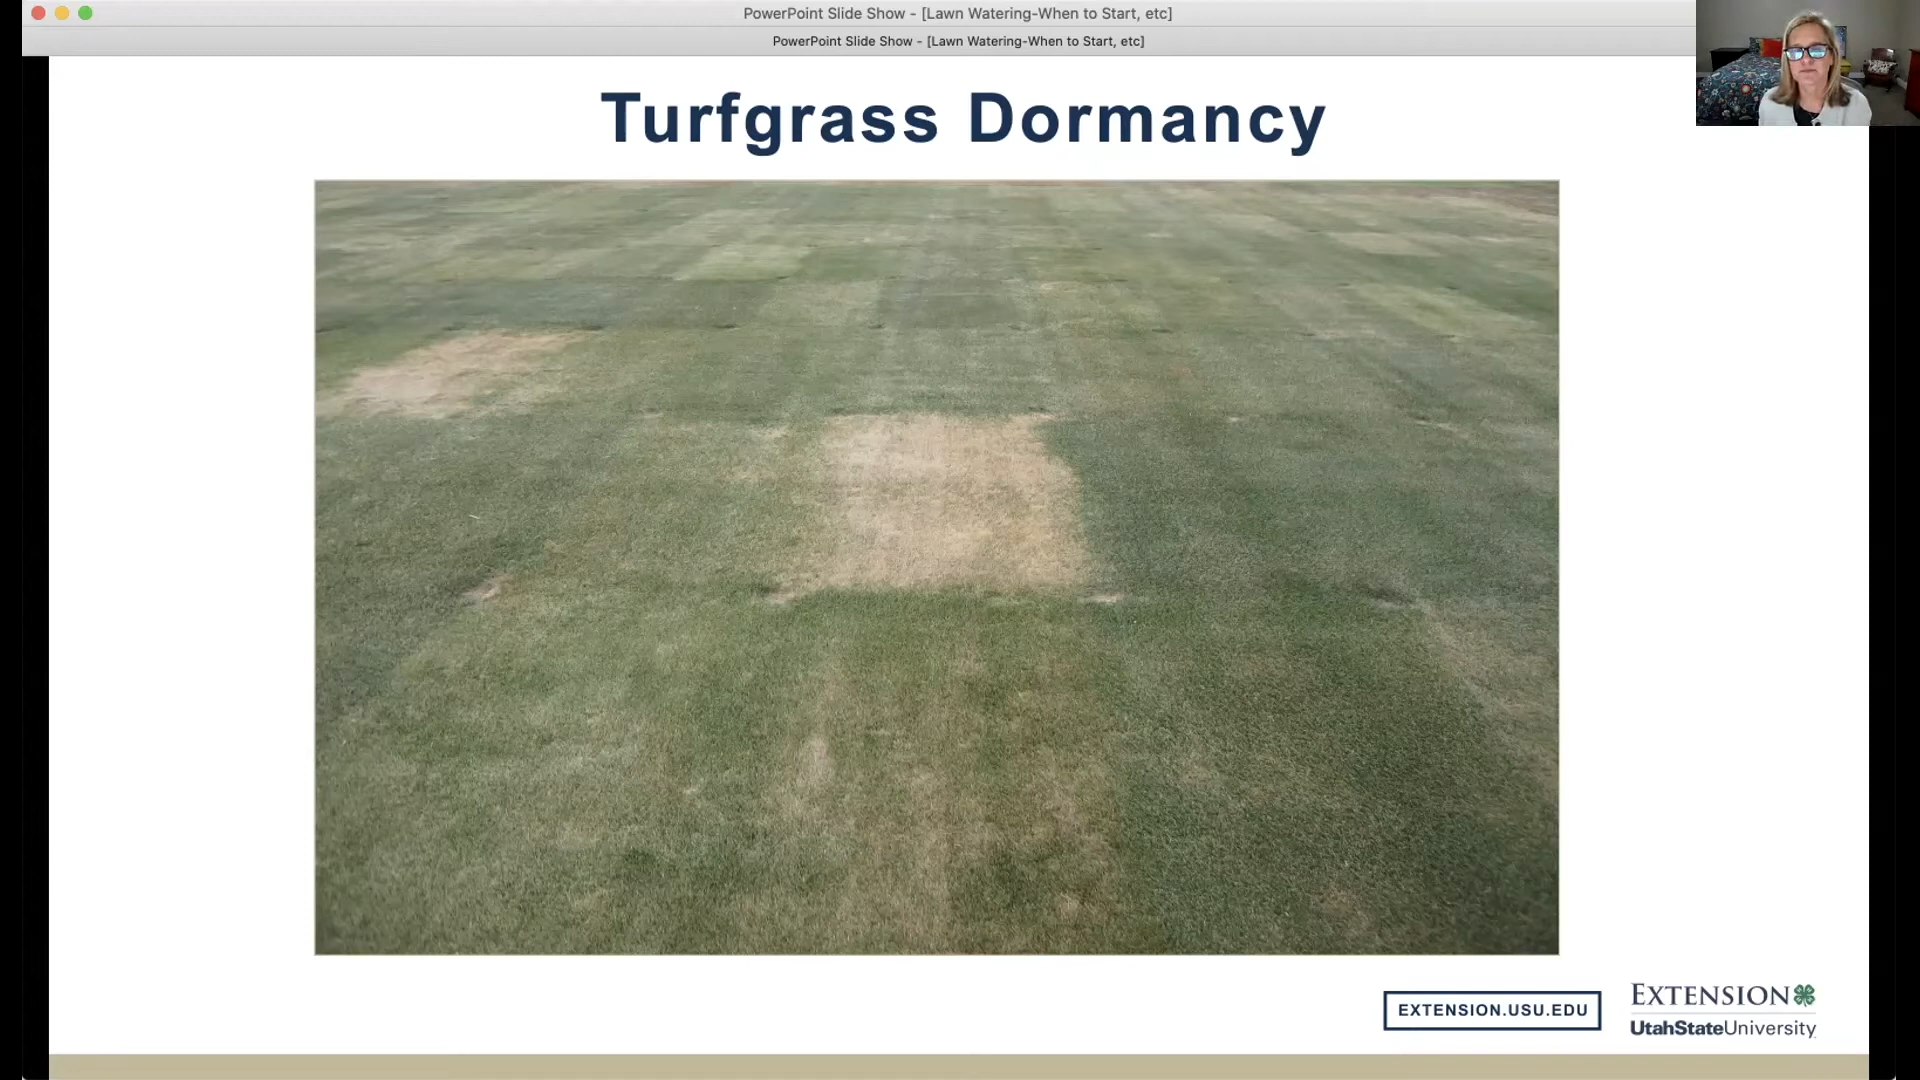 PowerPoint Slide Show - [Lawn Watering-When to Start, etc]
PowerPoint Slide Show - [Lawn Watering-When to Start, etc]
Turfgrass Dormancy
EXTENSION.USU.EDU
EXTENSION
UtahStateUniversity